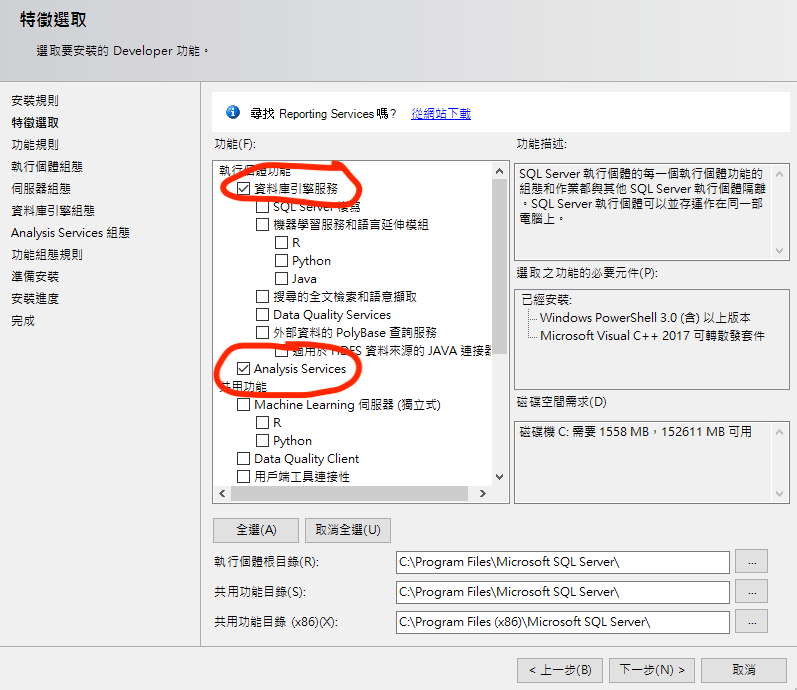 特徵選取
選取要安裝的 Developer 功能。
安裝規則
特徵選取
功能規則
執行個體組態
伺服器組態
資料庫引擎組態
Analysis Services 組態
功能組態規則
準備安裝
安裝進度
完成
尋找 Reporting Services 嗎? 從網站下載
功能(F):
執行個體功能
資料庫引擎服務
SQL Server 複寫
機器學習服務和語言延伸模組
R
Python
Java
搜尋的全文檢索和語意擷取
Data Quality Services
外部資料的 PolyBase 查詢服務
適用於 HDFS 資料來源的 JAVA 連接器
Analysis Services
共用功能
Machine Learning 伺服器 (獨立式)
R
Python
Data Quality Client
用戶端工具連接性
功能描述:
SQL Server 執行個體的每一個執行個體功能的
組態和作業都與其他 SQL Server 執行個體隔離
。SQL Server 執行個體可以並存運作在同一部
電腦上。
選取之功能的必要元件(P):
已經安裝:
Windows PowerShell 3.0 (含) 以上版本
Microsoft Visual C++ 2017 可轉散發套件
磁碟空間需求(D)
磁碟機 C: 需要 1558 MB，152611 MB 可用
全選(A) 取消全選(U)
執行個體根目錄(R): C:\Program Files\Microsoft SQL Server\ ...
共用功能目錄(S): C:\Program Files\Microsoft SQL Server\ ...
共用功能目錄 (x86)(X): C:\Program Files (x86)\Microsoft SQL Server\ ...
< 上一步(B) 下一步(N) > 取消